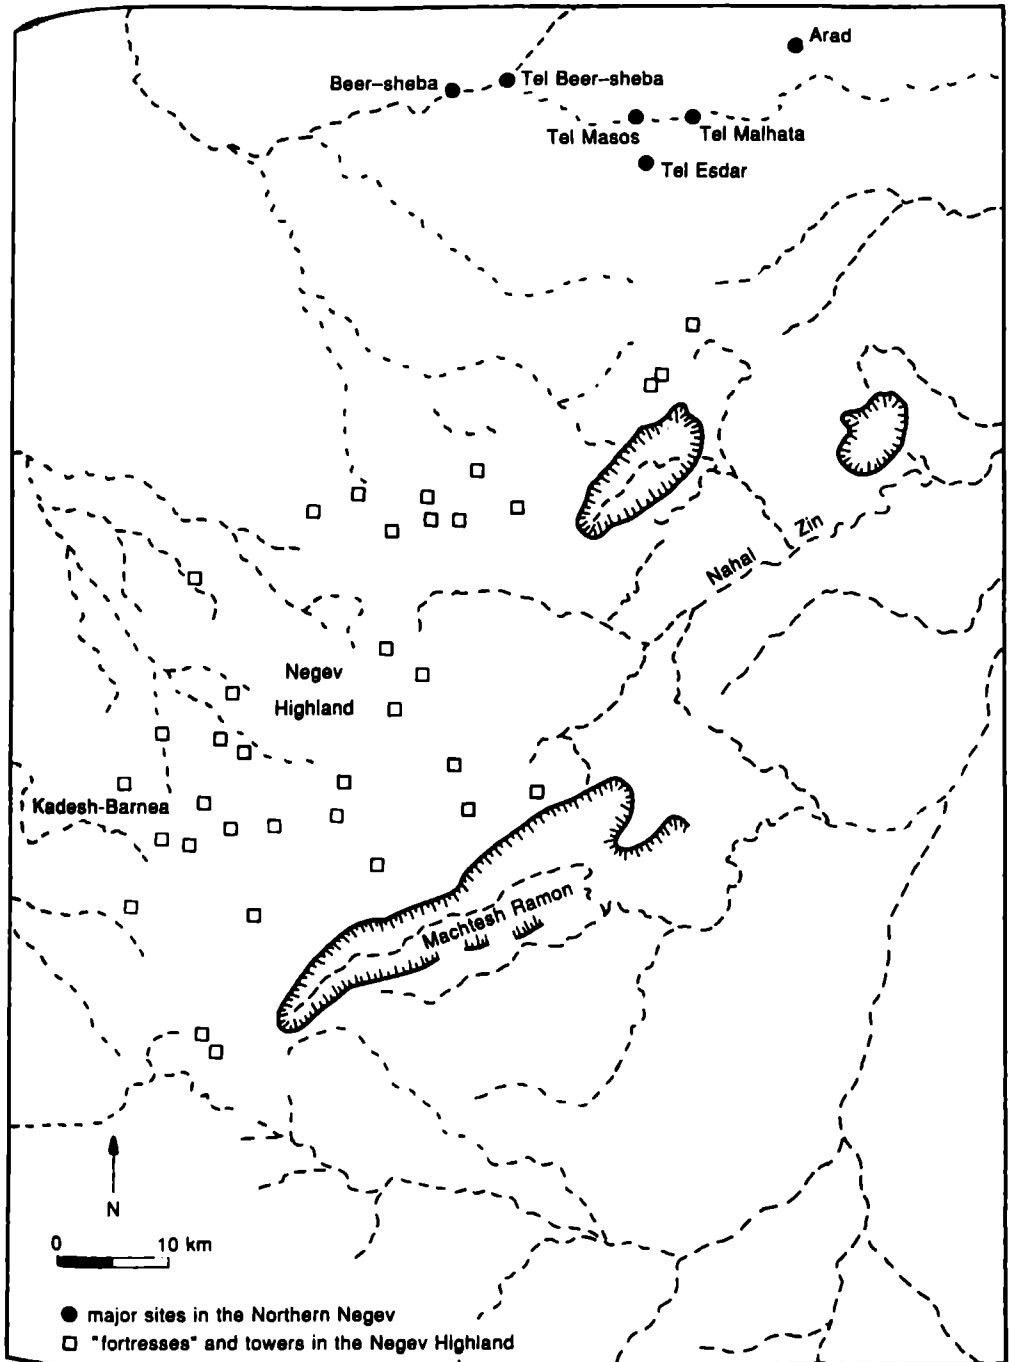 Arad
Beer-sheba
Tel Beer-sheba
Tel Masos
Tel Malhata
Tel Esdar
Nahal Zin
Negev
Highland
Kadesh-Barnea
Machtesh Ramon
N
0 10 km
major sites in the Northern Negev
"fortresses" and towers in the Negev Highland